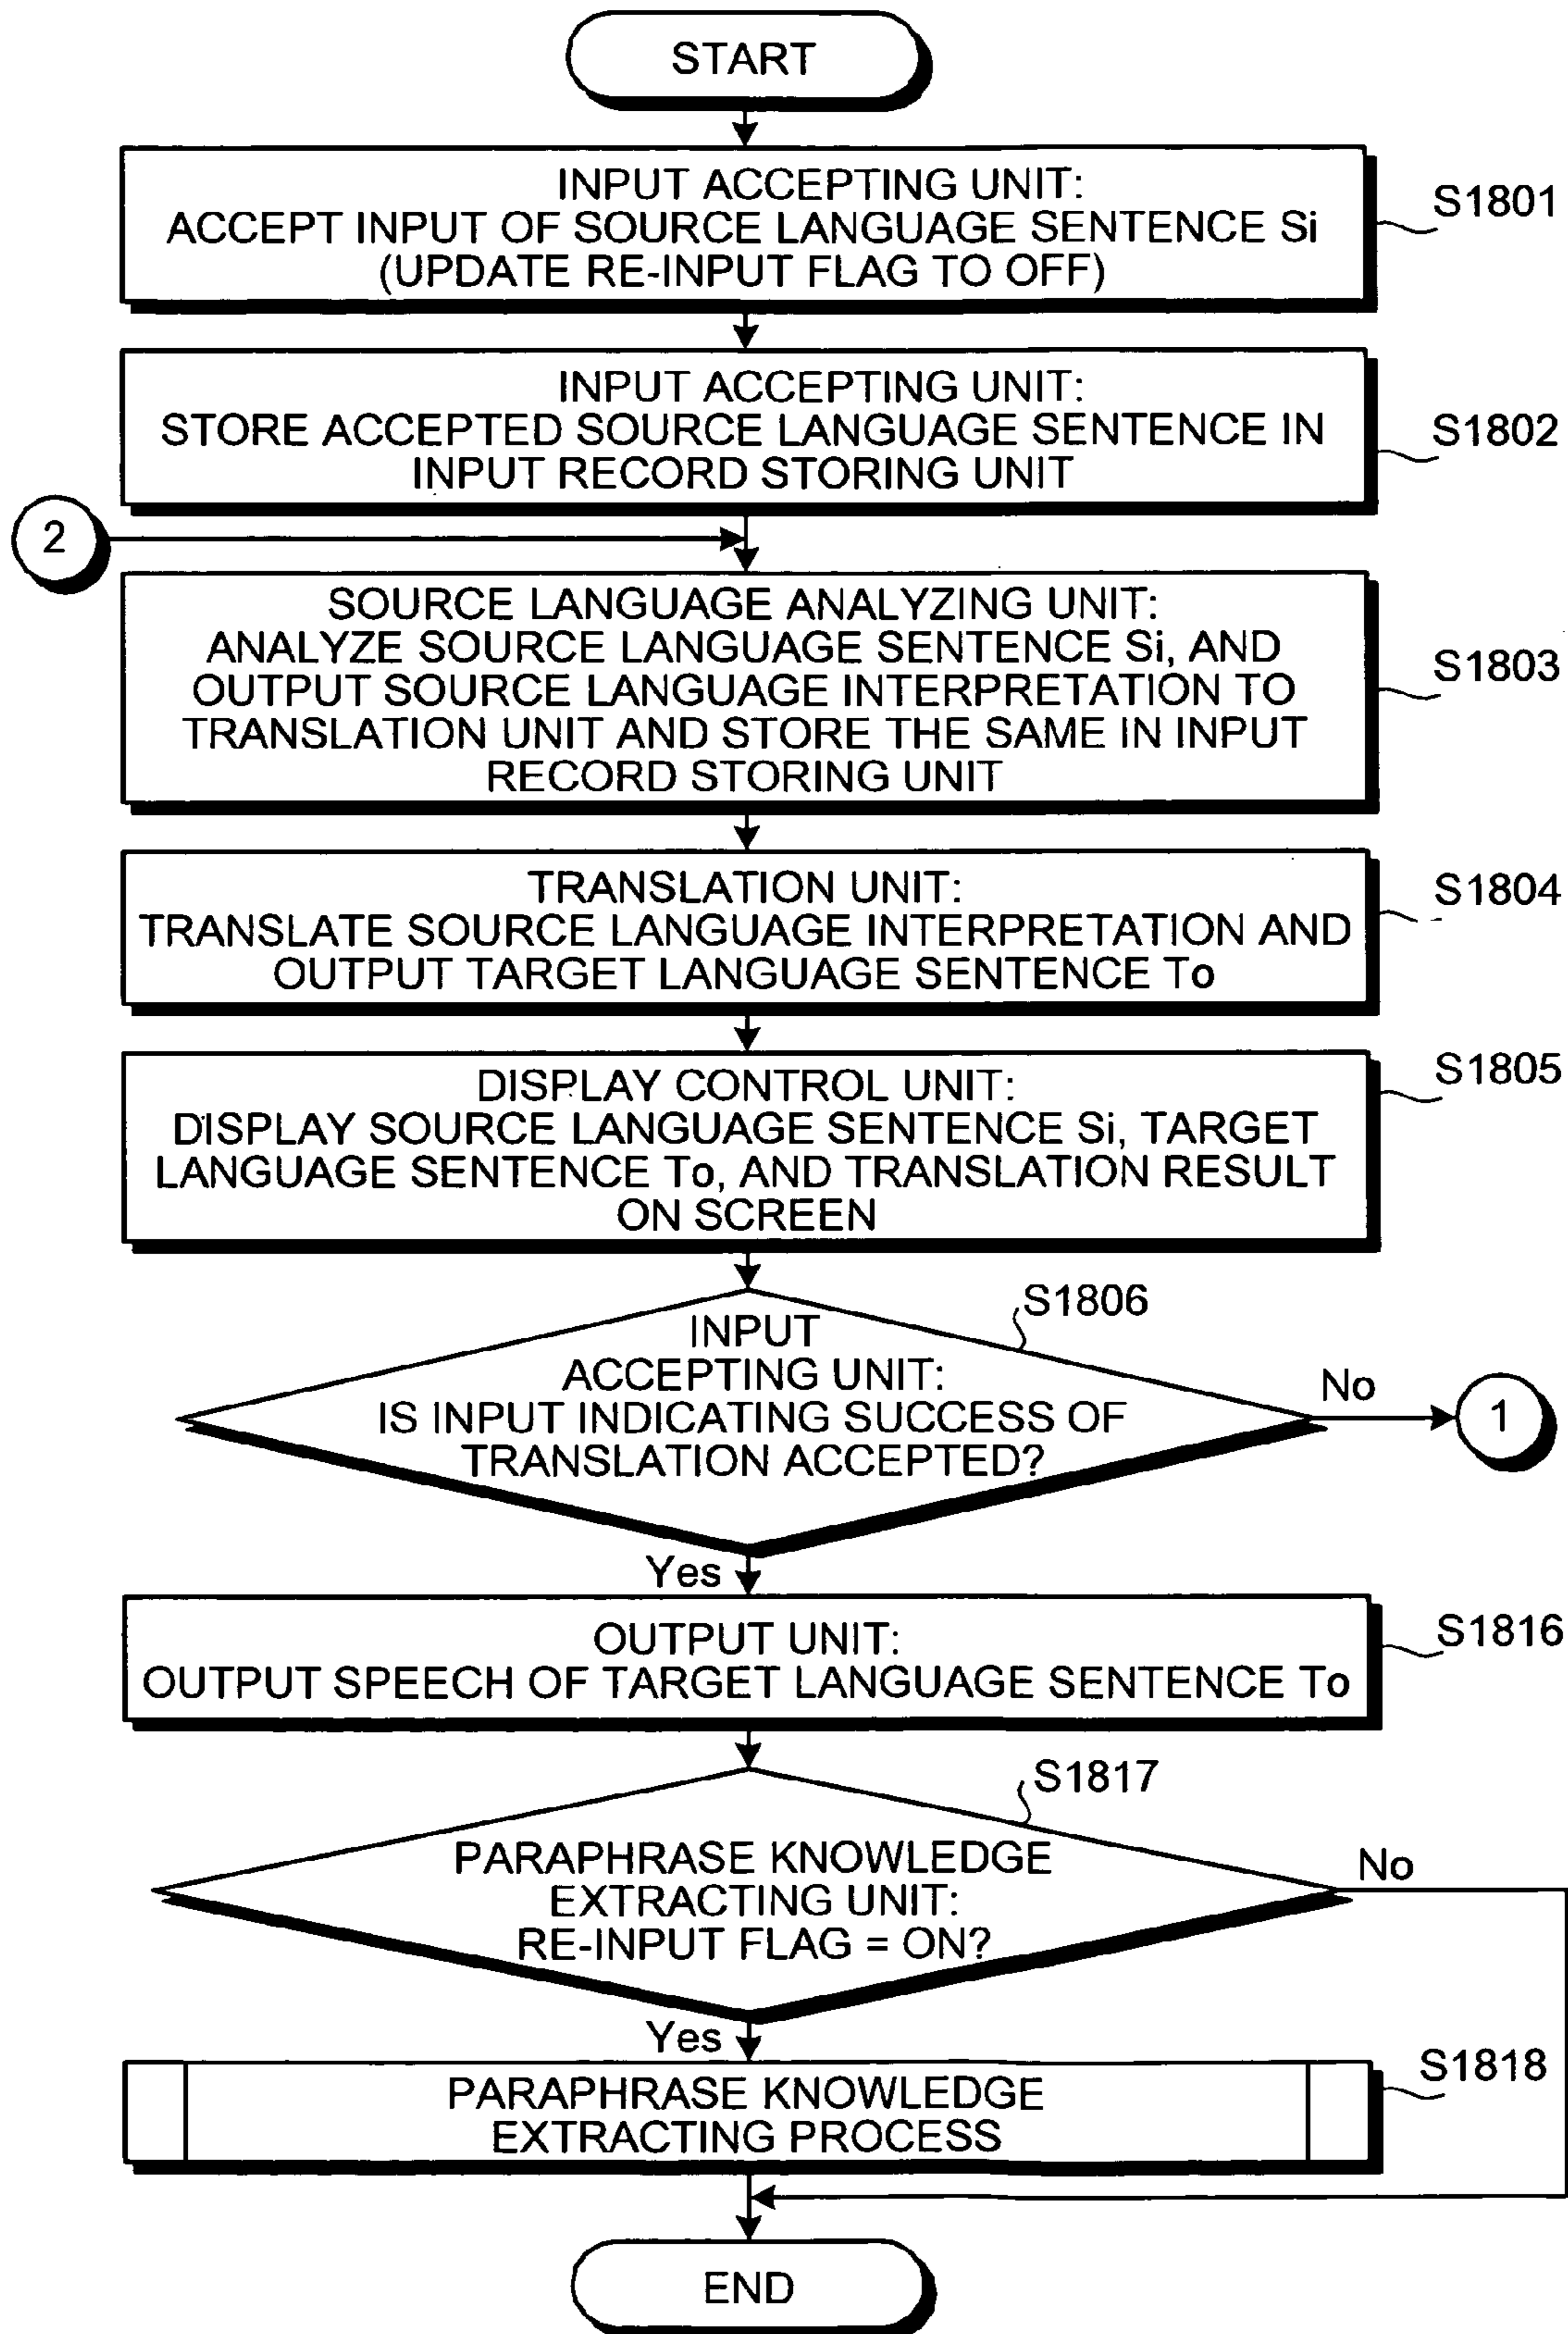 START
INPUT ACCEPTING UNIT:
ACCEPT INPUT OF SOURCE LANGUAGE SENTENCE Si
(UPDATE RE-INPUT FLAG TO OFF)
S1801
INPUT ACCEPTING UNIT:
STORE ACCEPTED SOURCE LANGUAGE SENTENCE IN
INPUT RECORD STORING UNIT
S1802
2
SOURCE LANGUAGE ANALYZING UNIT:
ANALYZE SOURCE LANGUAGE SENTENCE Si, AND
OUTPUT SOURCE LANGUAGE INTERPRETATION TO
TRANSLATION UNIT AND STORE THE SAME IN INPUT
RECORD STORING UNIT
S1803
TRANSLATION UNIT:
TRANSLATE SOURCE LANGUAGE INTERPRETATION AND
OUTPUT TARGET LANGUAGE SENTENCE To
S1804
DISPLAY CONTROL UNIT:
DISPLAY SOURCE LANGUAGE SENTENCE Si, TARGET
LANGUAGE SENTENCE To, AND TRANSLATION RESULT
ON SCREEN
S1805
S1806
INPUT
ACCEPTING UNIT:
IS INPUT INDICATING SUCCESS OF
TRANSLATION ACCEPTED?
No
1
Yes
OUTPUT UNIT:
OUTPUT SPEECH OF TARGET LANGUAGE SENTENCE To
S1816
S1817
PARAPHRASE KNOWLEDGE
EXTRACTING UNIT:
RE-INPUT FLAG = ON?
No
Yes
PARAPHRASE KNOWLEDGE
EXTRACTING PROCESS
S1818
END